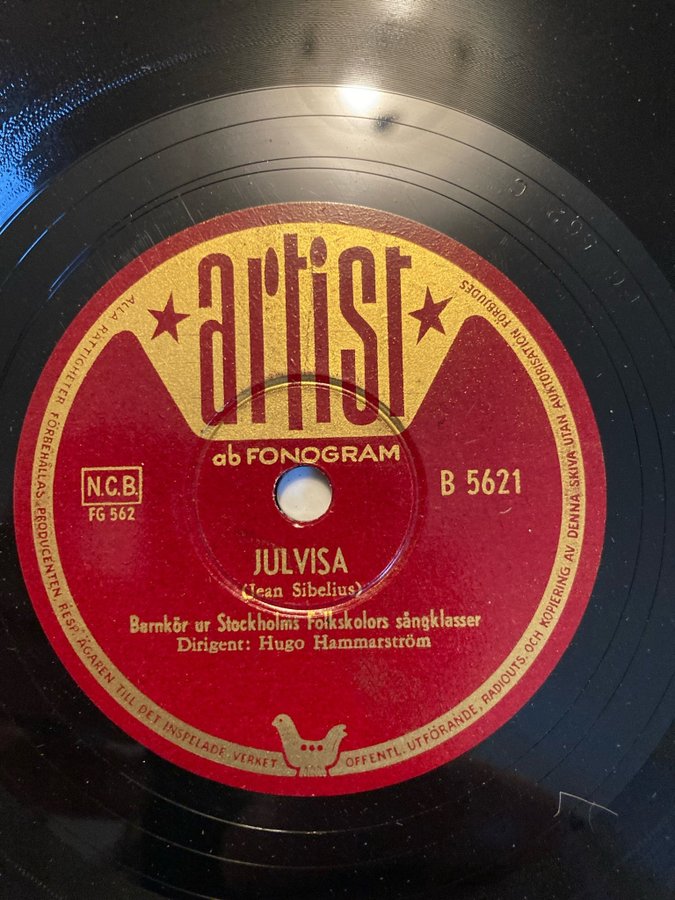 artist
ab FONOGRAM
N.C.B.
FG 562
B 5621
JULVISA
(Jean Sibelius)
Barnkör ur Stockholms Folkskolors sångklasser
Dirigent: Hugo Hammarström
ALLA RÄTTIGHETER FÖRBEHÅLLAS PRODUCENTEN RESP. ÄGAREN TILL DET INSPELADE VERKET
OFFENTL. UTFÖRANDE, RADIOUTS. OCH KOPIERING AV DENNA SKIVA UTAN AUKTORISATION FÖRBJUDES